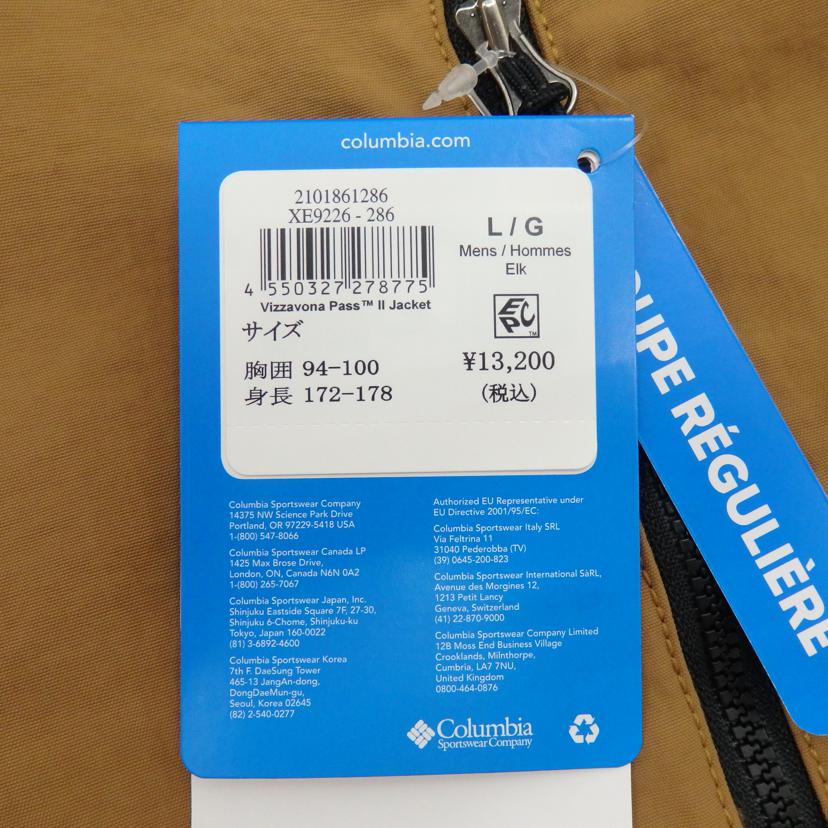 columbia.com
2101861286
XE9226 - 286
4 550327 278775
Vizzavona Pass™ II Jacket
サイズ
胸囲 94-100
身長 172-178
L / G
Mens / Hommes
Elk
EPC™
¥13,200
(税込)
Columbia Sportswear Company
14375 NW Science Park Drive
Portland, OR 97229-5418 USA
1-(800) 547-8066
Columbia Sportswear Canada LP
1425 Max Brose Drive,
London, ON, Canada N6N 0A2
1-(800) 265-7067
Columbia Sportswear Japan, Inc.
Shinjuku Eastside Square 7F, 27-30,
Shinjuku 6-Chome, Shinjuku-ku
Tokyo, Japan 160-0022
(81) 3-6892-4600
Columbia Sportswear Korea
7th F. DaeSung Tower
465-13 JangAn-dong,
DongDaeMun-gu,
Seoul, Korea 02645
(82) 2-540-0277
Authorized EU Representative under
EU Directive 2001/95/EC:
Columbia Sportswear Italy SRL
Via Feltrina 11
31040 Pederobba (TV)
(39) 0645-200-823
Columbia Sportswear International SàRL,
Avenue des Morgines 12,
1213 Petit Lancy
Geneva, Switzerland
(41) 22-870-9000
Columbia Sportswear Company Limited
12B Moss End Business Village
Crooklands, Milnthorpe,
Cumbria, LA7 7NU,
United Kingdom
0800-464-0876
Columbia
Sportswear Company
OUPE RÉGULIÈRE